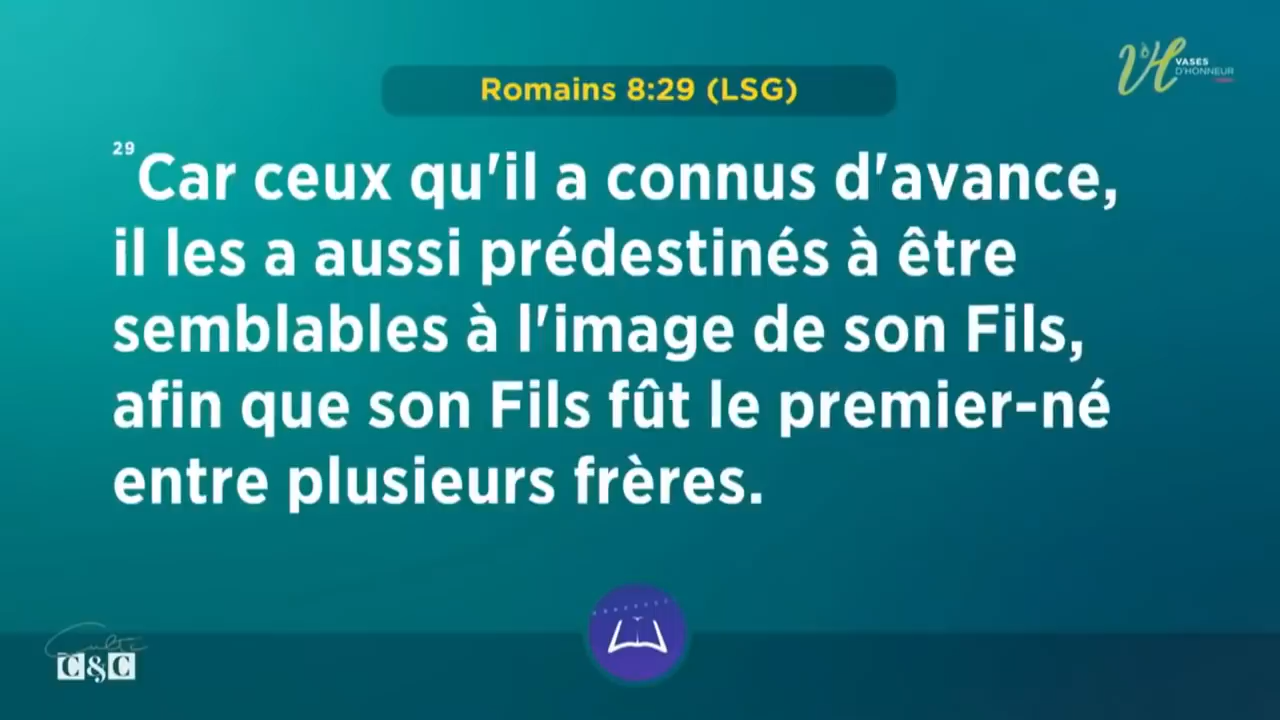 Romains 8:29 (LSG)
VASES
D'HONNEUR
29 Car ceux qu'il a connus d'avance,
il les a aussi prédestinés à être
semblables à l'image de son Fils,
afin que son Fils fût le premier-né
entre plusieurs frères.
Culte
C&C